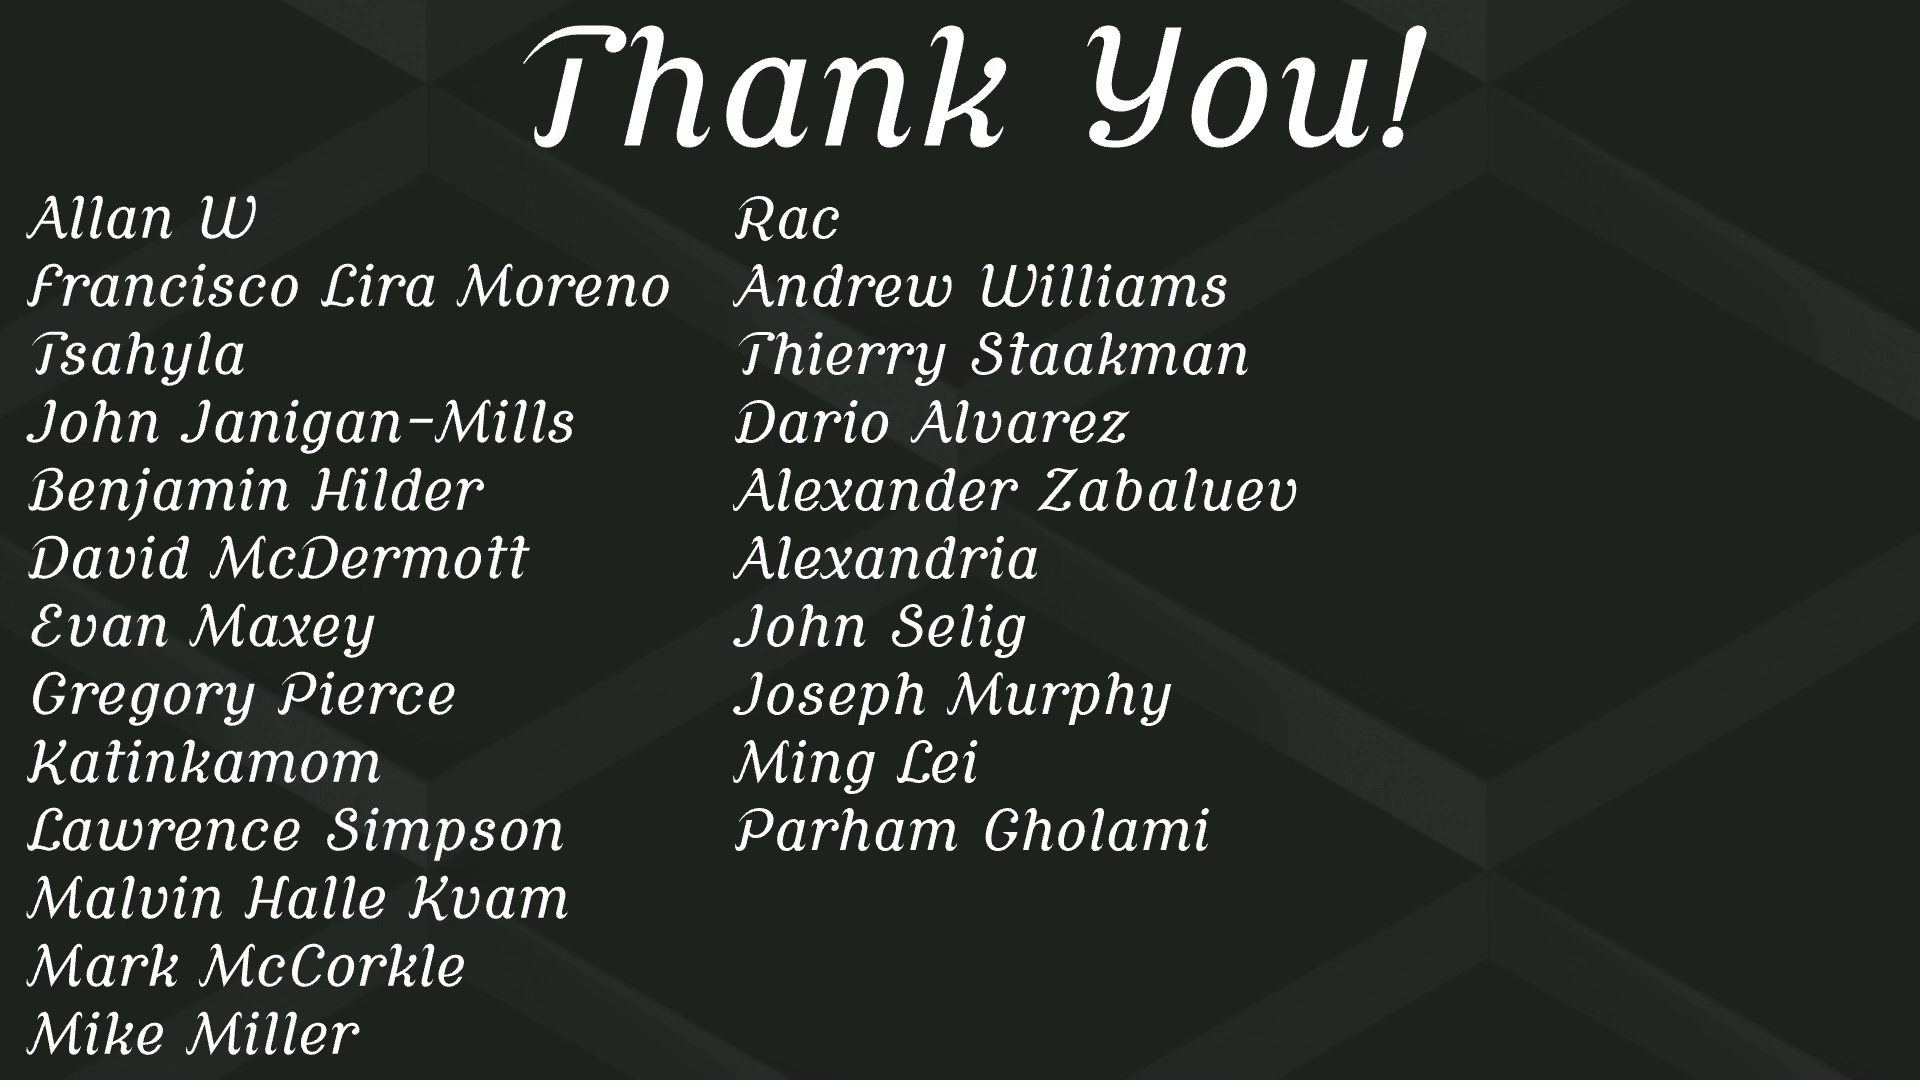 Thank You!
Allan W
Francisco Lira Moreno
Tsahyla
John Janigan-Mills
Benjamin Hilder
David McDermott
Evan Maxey
Gregory Pierce
Katinkamom
Lawrence Simpson
Malvin Halle Kvam
Mark McCorkle
Mike Miller
Rac
Andrew Williams
Thierry Staakman
Dario Alvarez
Alexander Zabaluev
Alexandria
John Selig
Joseph Murphy
Ming Lei
Parham Gholami